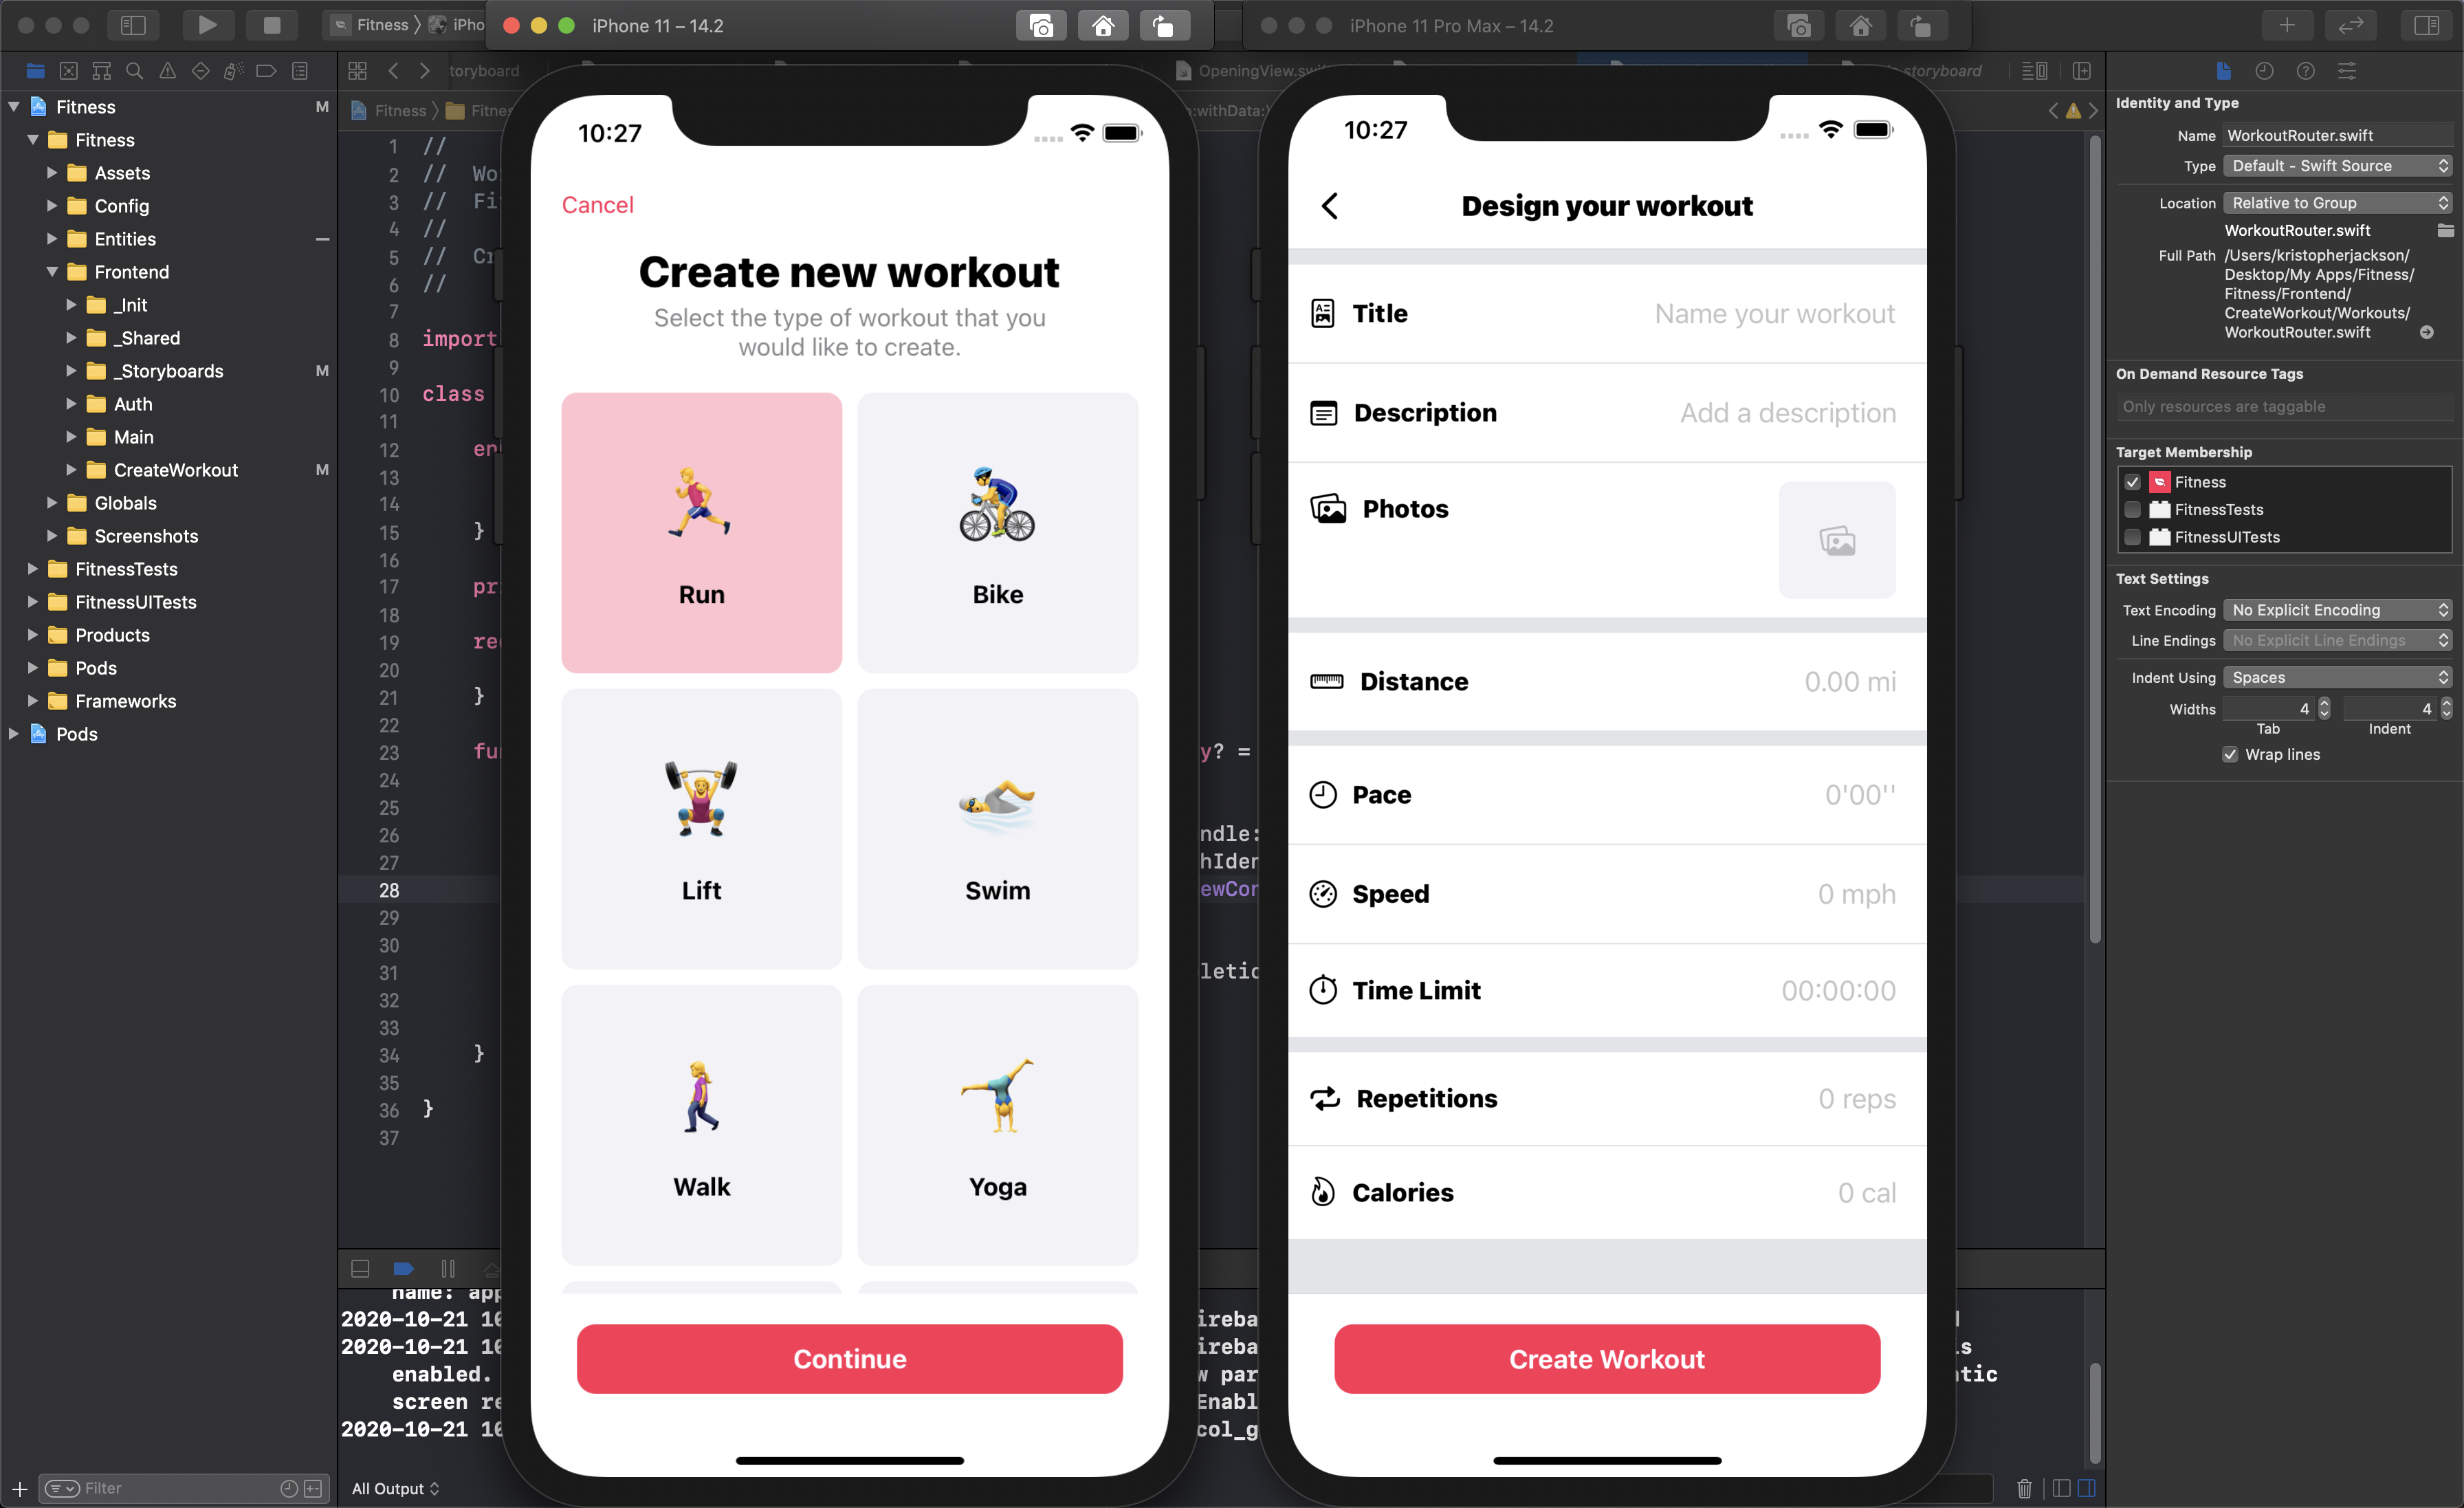 Fitness
iPho
iPhone 11 – 14.2
iPhone 11 Pro Max – 14.2
toryboard
OpeningView.swift
storyboard
Fitness M
Fitness
Assets
Config
Entities
Frontend
_Init
_Shared
_Storyboards M
Auth
Main
CreateWorkout M
Globals
Screenshots
FitnessTests
FitnessUITests
Products
Pods
Frameworks
Pods
Filter
Fitness
Fitnes
o:withData:
1 //
2 // Wo
3 // Fi
4 //
5 // Cr
6 //
7
8 import
9
10 class
11
12 en
13
14
15 }
16
17 pr
18
19 re
20
21 }
22
23 fu y? =
24
25
26 ndle:
27 hIden
28 ewCon
29
30
31 letio
32
33
34 }
35
36 }
37
name: app
2020-10-21 10 ireba
2020-10-21 10 ireba is
enabled. w par tic
screen re Enabl
2020-10-21 10 col_g
All Output
10:27
Cancel
Create new workout
Select the type of workout that you
would like to create.
Run
Bike
Lift
Swim
Walk
Yoga
Continue
10:27
Design your workout
Title Name your workout
Description Add a description
Photos
Distance 0.00 mi
Pace 0'00''
Speed 0 mph
Time Limit 00:00:00
Repetitions 0 reps
Calories 0 cal
Create Workout
Identity and Type
Name WorkoutRouter.swift
Type Default - Swift Source
Location Relative to Group
WorkoutRouter.swift
Full Path /Users/kristopherjackson/
Desktop/My Apps/Fitness/
Fitness/Frontend/
CreateWorkout/Workouts/
WorkoutRouter.swift
On Demand Resource Tags
Only resources are taggable
Target Membership
Fitness
FitnessTests
FitnessUITests
Text Settings
Text Encoding No Explicit Encoding
Line Endings No Explicit Line Endings
Indent Using Spaces
Widths 4 4
Tab Indent
Wrap lines